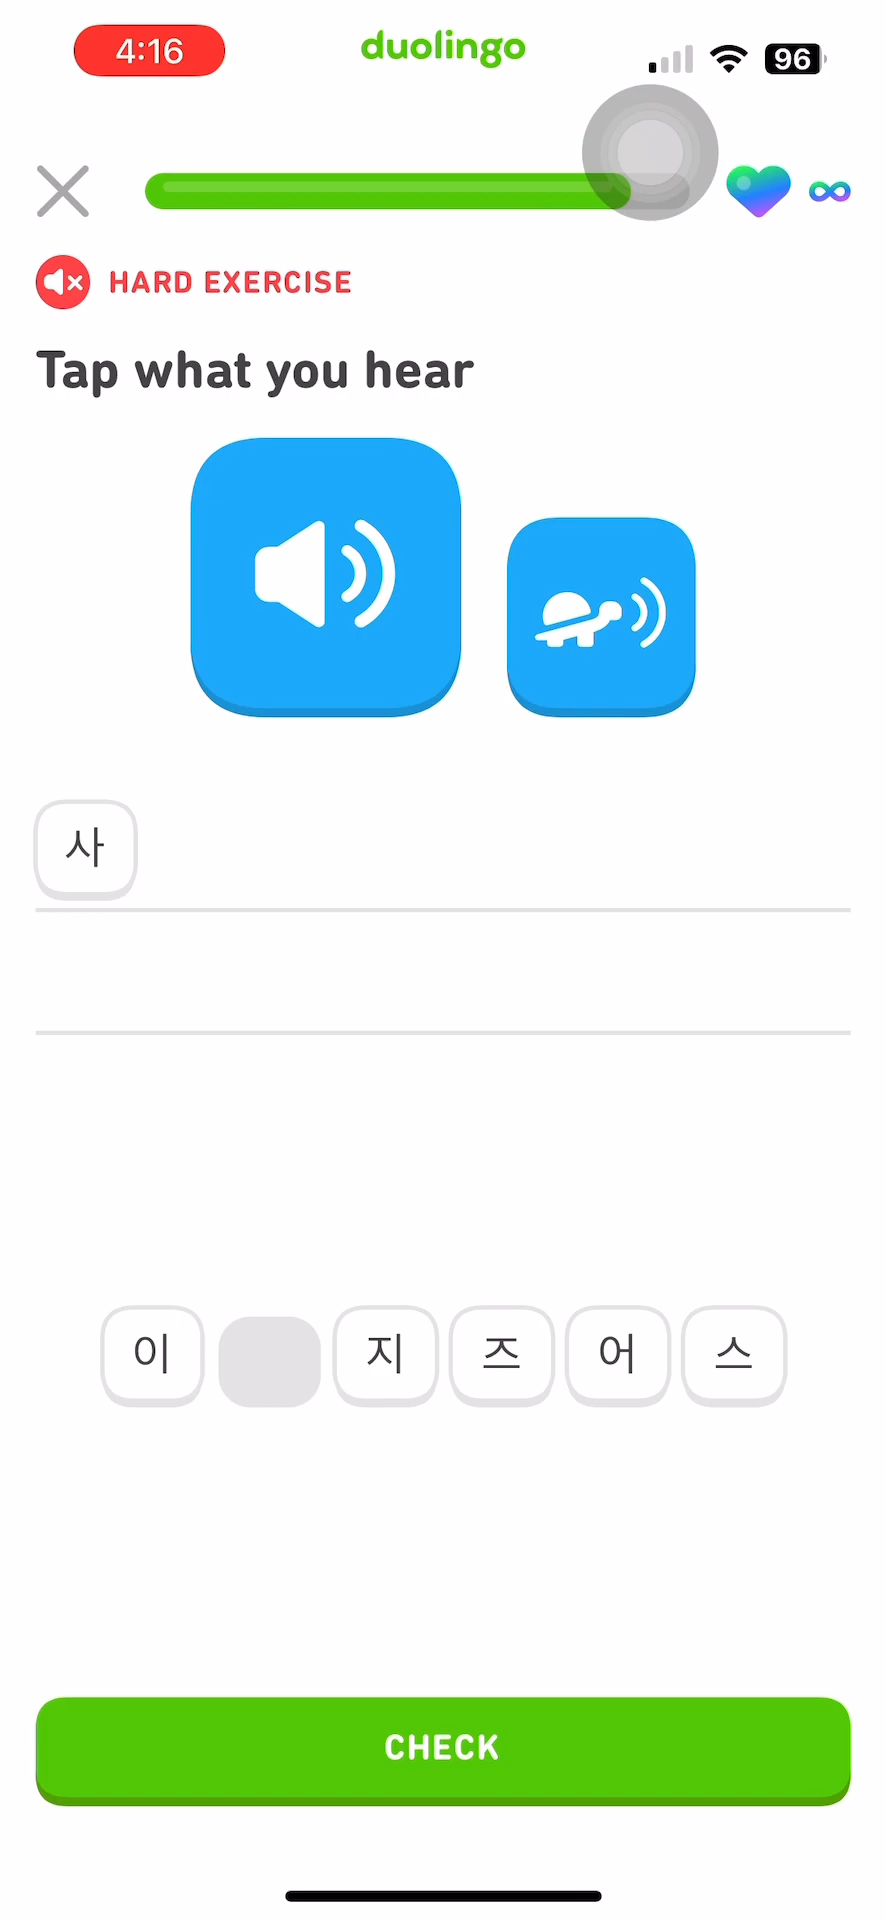 4:16
duolingo
96
HARD EXERCISE
Tap what you hear
사
이 지 즈 어 스
CHECK